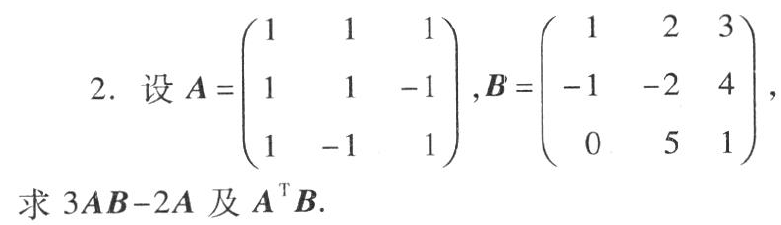 2. 设 A = ( 1 1 1 ; 1 1 -1 ; 1 -1 1 ), B = ( 1 2 3 ; -1 -2 4 ; 0 5 1 ),
求 3AB-2A 及 AᵀB.